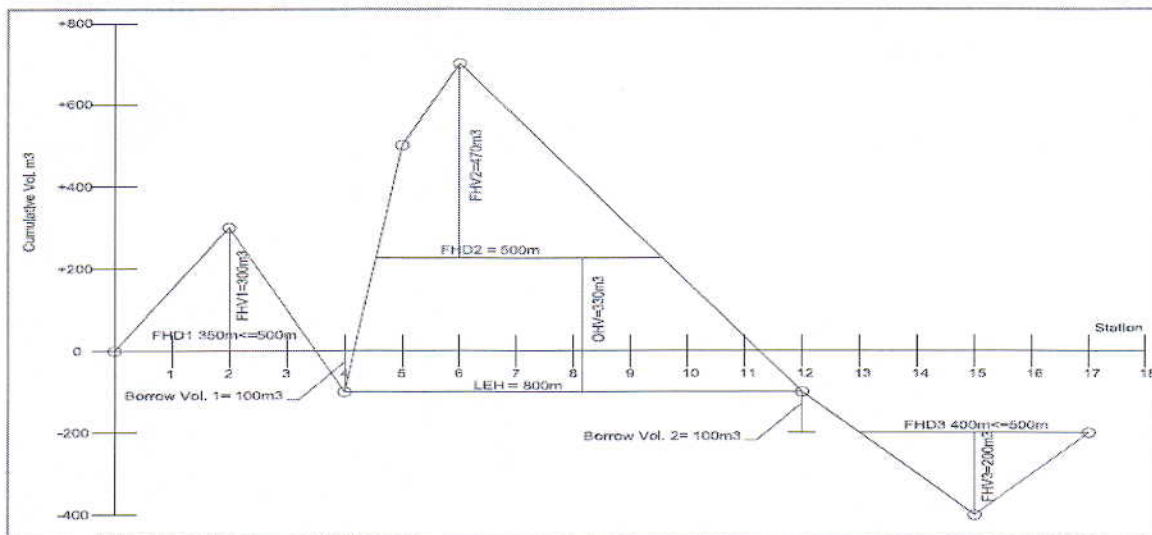 +800
+600
+400
+200
0
-200
-400
Cumulative Vol. m3
FHV1=300m3
FHD1 350m<=500m
Borrow Vol. 1= 100m3
FHV2=470m3
FHD2 = 500m
OHV=330m3
LEH = 800m
Borrow Vol. 2= 100m3
Station
1 2 3 4 5 6 7 8 9 10 11 12 13 14 15 16 17 18
FHD3 400m<=500m
FHV3=200m3